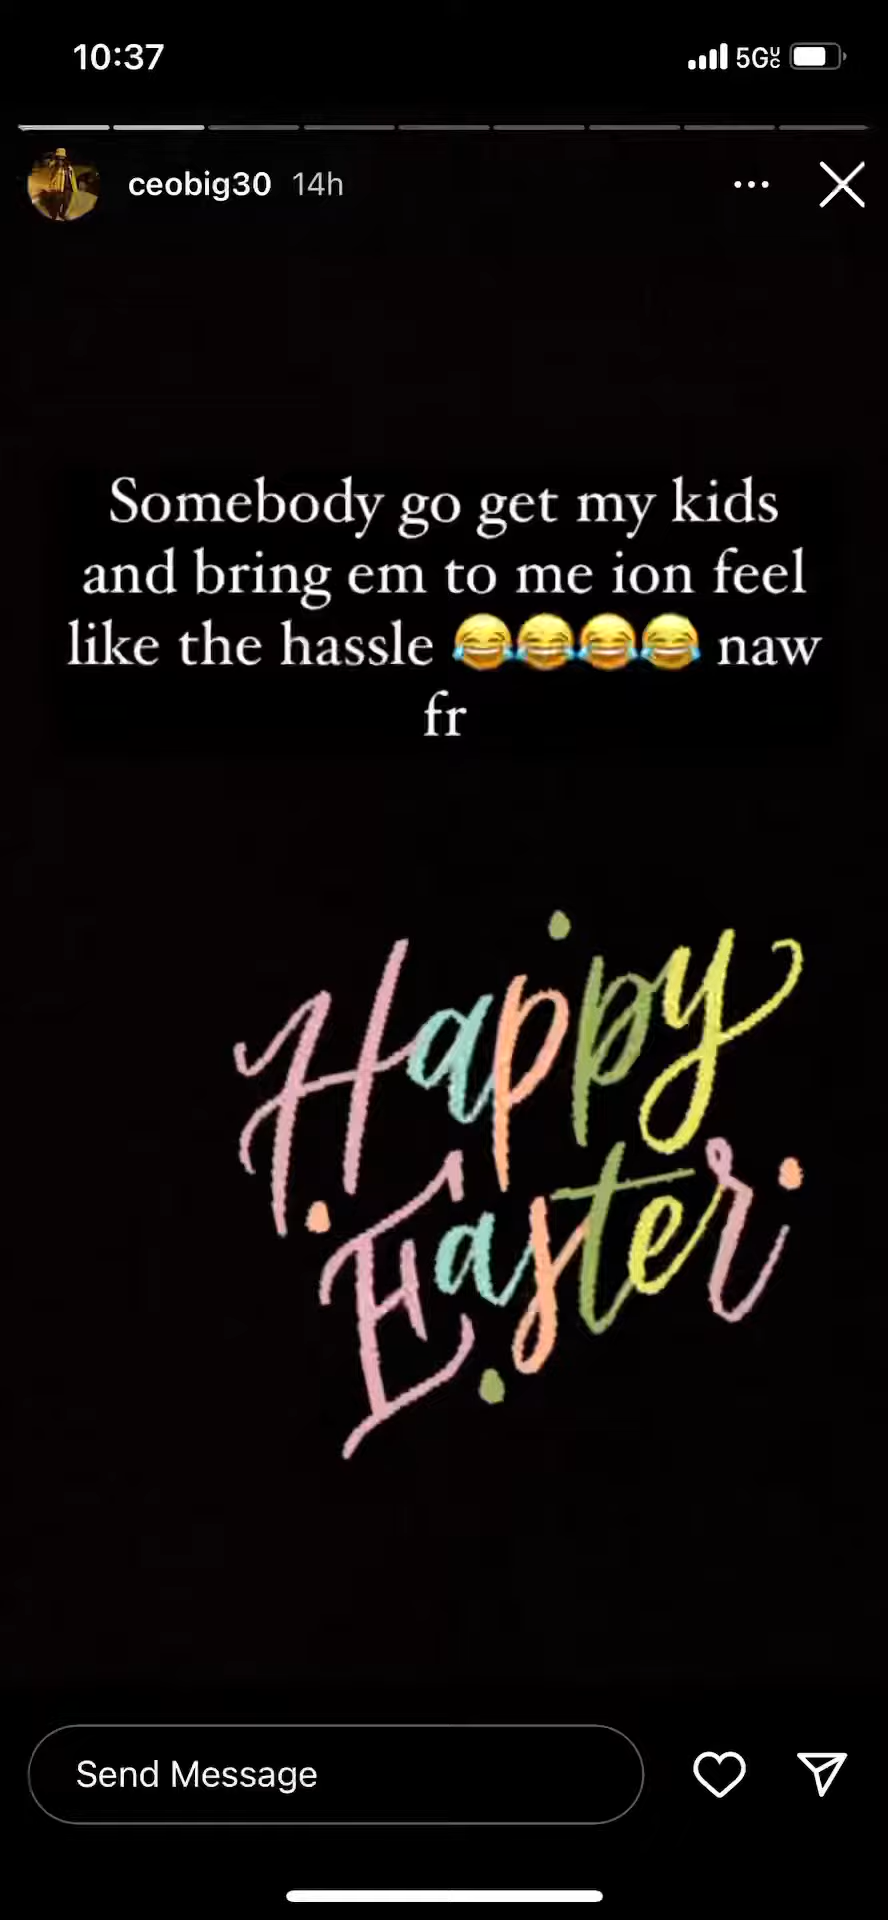 10:37
5G UC
ceobig30 14h
Somebody go get my kids
and bring em to me ion feel
like the hassle 😂😂😂😂 naw
fr
Happy
Easter
Send Message